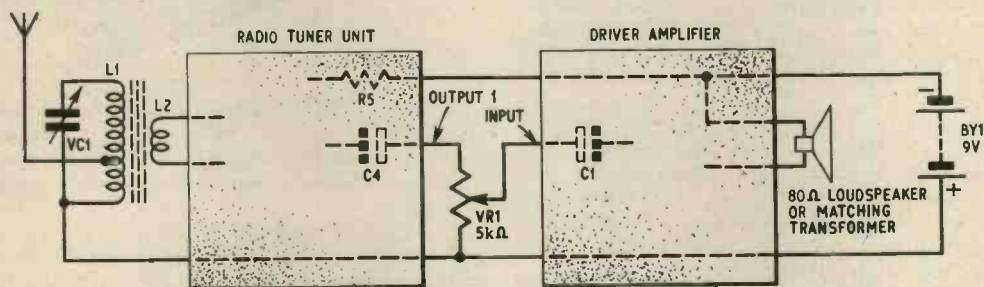 RADIO TUNER UNIT
DRIVER AMPLIFIER
L1
L2
VC1
R5
OUTPUT 1
INPUT
C4
C1
VR1
5kΩ
80Ω LOUDSPEAKER
OR MATCHING
TRANSFORMER
−
BY1
9V
+